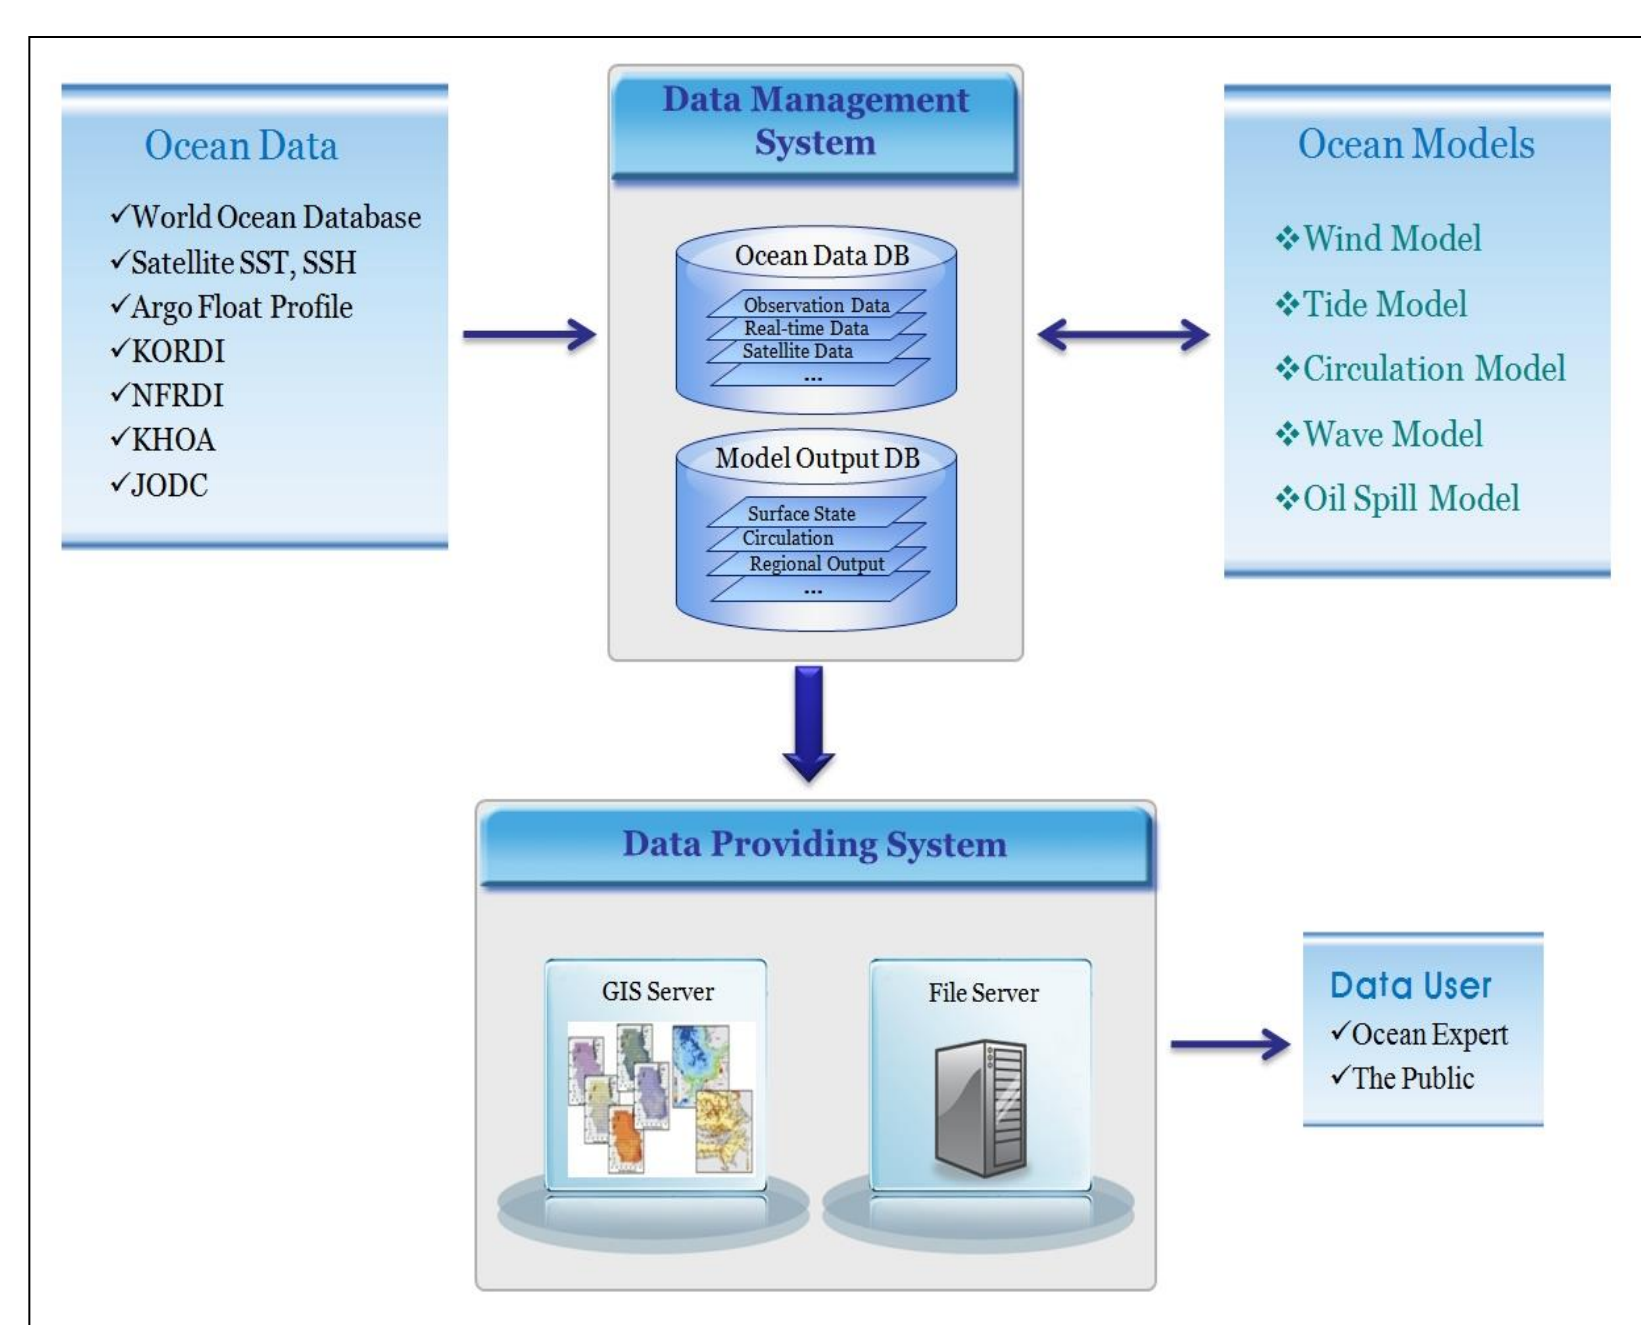 Ocean Data
✓World Ocean Database
✓Satellite SST, SSH
✓Argo Float Profile
✓KORDI
✓NFRDI
✓KHOA
✓JODC
Data Management
System
Ocean Data DB
Observation Data
Real-time Data
Satellite Data
...
Model Output DB
Surface State
Circulation
Regional Output
...
Ocean Models
❖Wind Model
❖Tide Model
❖Circulation Model
❖Wave Model
❖Oil Spill Model
Data Providing System
GIS Server
File Server
Data User
✓Ocean Expert
✓The Public